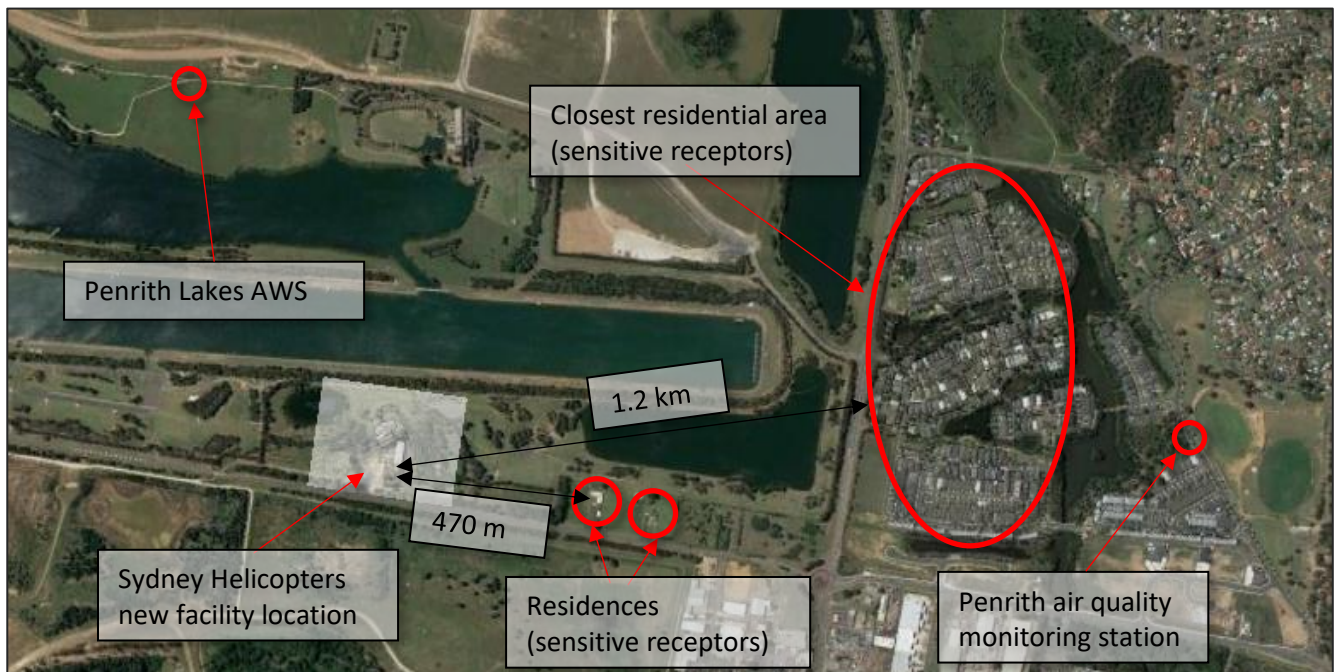 Closest residential area
(sensitive receptors)
Penrith Lakes AWS
1.2 km
470 m
Sydney Helicopters
new facility location
Residences
(sensitive receptors)
Penrith air quality
monitoring station